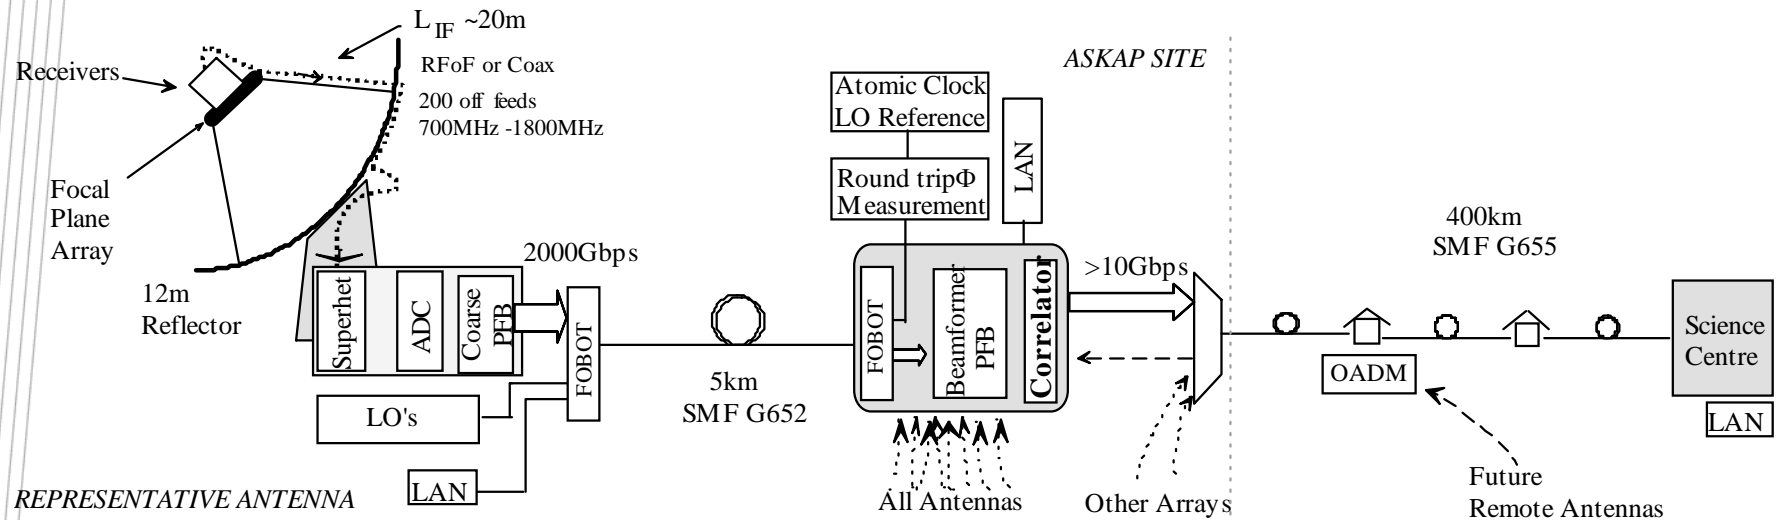 L IF ~20m
RFoF or Coax
200 off feeds
700MHz -1800MHz
Receivers
Focal
Plane
Array
12m
Reflector
Superhet
ADC
Coarse
PFB
2000Gbps
FOBOT
LO's
LAN
REPRESENTATIVE ANTENNA
5km
SMF G652
Atomic Clock
LO Reference
Round tripΦ
Measurement
LAN
FOBOT
Beamformer
PFB
Correlator
All Antennas
>10Gbps
Other Arrays
ASKAP SITE
400km
SMF G655
OADM
Future
Remote Antennas
Science
Centre
LAN